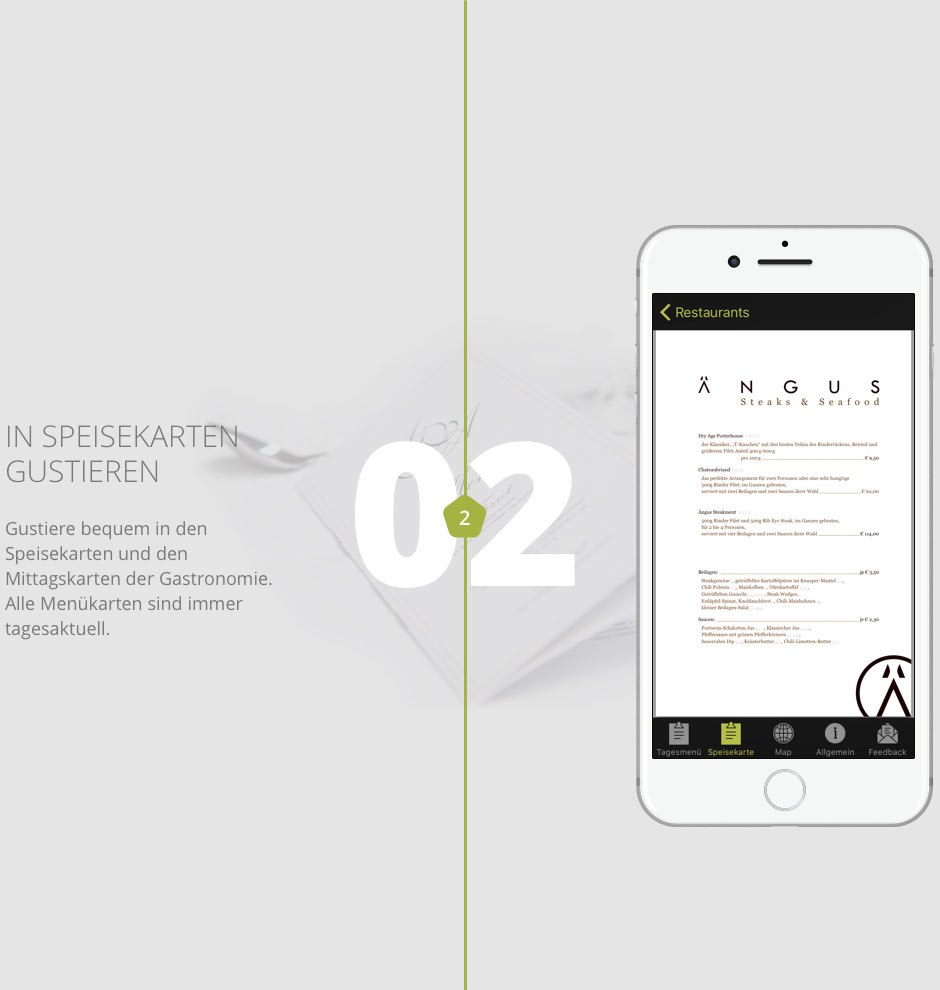 IN SPEISEKARTEN
GUSTIEREN
Gustiere bequem in den
Speisekarten und den
Mittagskarten der Gastronomie.
Alle Menükarten sind immer
tagesaktuell.
02
2
Restaurants
ÄNGUS
Steaks & Seafood
Dry Age Porterhouse
der Klassiker, „T-Knochen“ mit den besten Teilen des Rinderrückens, Beiried und
größerem Filet-Anteil 400g-600g
pro 100g € 9,50
Chateaubriand
das perfekte Arrangement für zwei Personen oder eine sehr hungrige
500g Rinder Filet, im Ganzen gebraten,
serviert mit zwei Beilagen und zwei Saucen ihrer Wahl € 62,00
Ängus Steakment
500g Rinder Filet und 500g Rib Eye Steak, im Ganzen gebraten,
für 2 bis 4 Personen,
serviert mit vier Beilagen und zwei Saucen ihrer Wahl € 114,00
Beilagen: je € 3,50
Steakgemüse , getrüffeltes Kartoffelpüree im Knusper-Mantel ,
Chili Polenta , Maiskolben , Ofenkartoffel ,
Getrüffelten Gnocchi , Steak Wedges,
Erdäpfel-Spinat, Knoblauchbrot , Chili-Maisbohnen ,
kleiner Beilagen-Salat
Saucen: je € 2,30
Portwein-Schalotten Jus , Klassischer Jus ,
Pfeffersauce mit grünen Pfefferkörnern ,
Sauerrahm Dip , Kräuterbutter , Chili-Limetten-Butter
Ä
Tagesmenü Speisekarte Map Allgemein Feedback